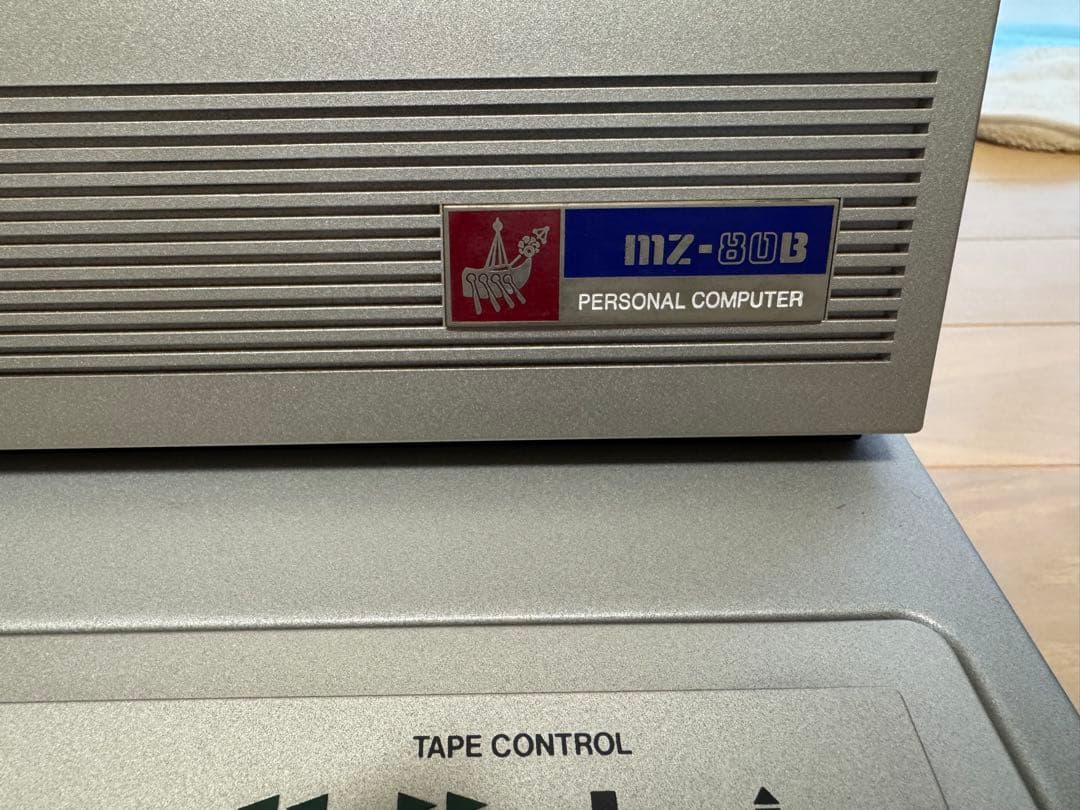 MZ-80B
PERSONAL COMPUTER
TAPE CONTROL